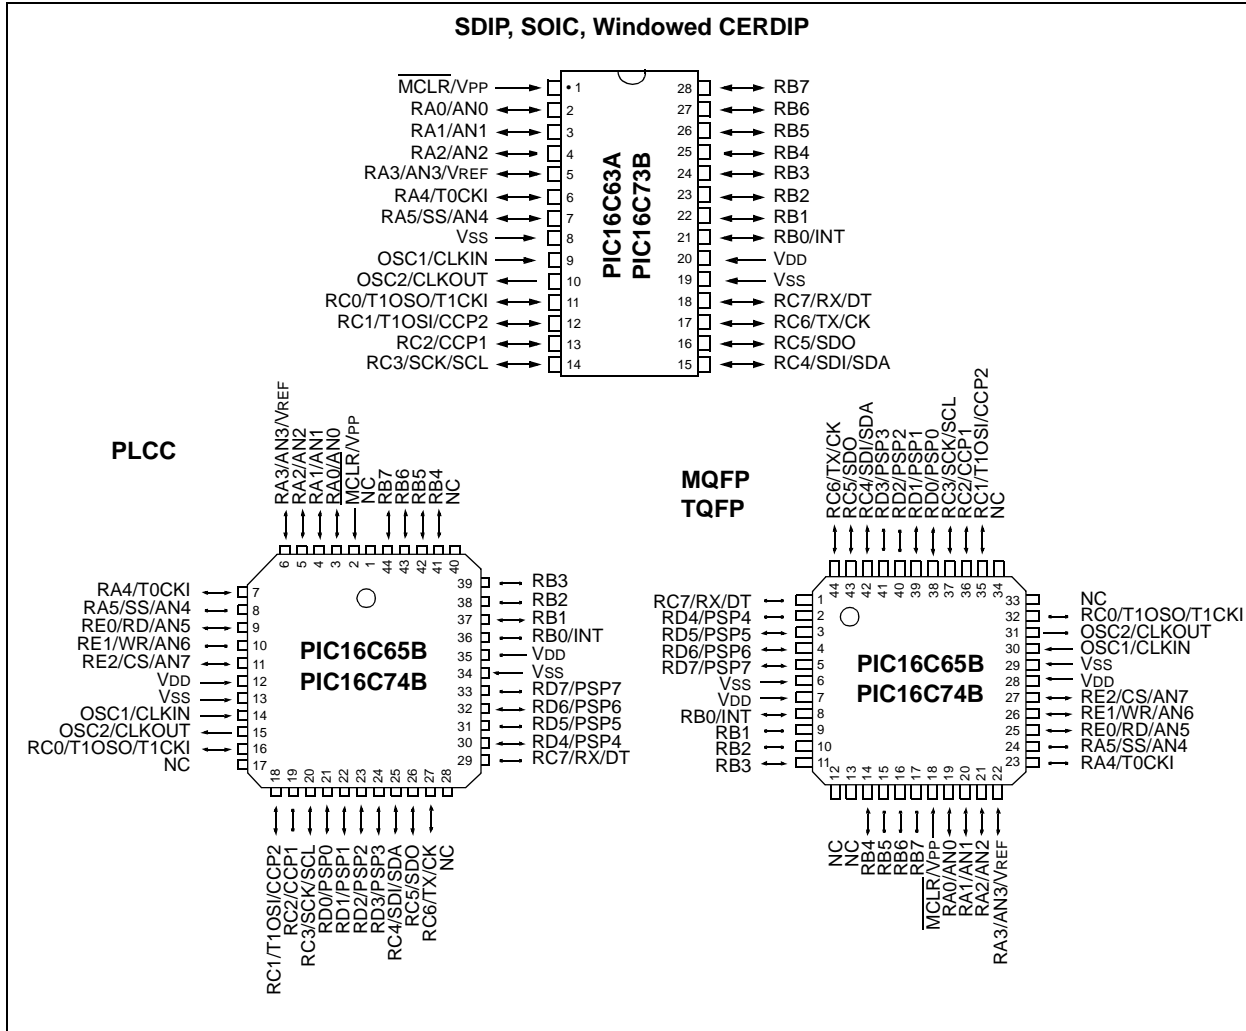 SDIP, SOIC, Windowed CERDIP
MCLR/VPP 1 28 RB7
RA0/AN0 2 27 RB6
RA1/AN1 3 26 RB5
RA2/AN2 4 25 RB4
RA3/AN3/VREF 5 24 RB3
RA4/T0CKI 6 23 RB2
RA5/SS/AN4 7 22 RB1
VSS 8 21 RB0/INT
OSC1/CLKIN 9 20 VDD
OSC2/CLKOUT 10 19 VSS
RC0/T1OSO/T1CKI 11 18 RC7/RX/DT
RC1/T1OSI/CCP2 12 17 RC6/TX/CK
RC2/CCP1 13 16 RC5/SDO
RC3/SCK/SCL 14 15 RC4/SDI/SDA
PIC16C63A
PIC16C73B
PLCC
RA3/AN3/VREF 6
RA2/AN2 5
RA1/AN1 4
RA0/AN0 3
MCLR/VPP 2
NC 1
RB7 44
RB6 43
RB5 42
RB4 41
NC 40
RA4/T0CKI 7
RA5/SS/AN4 8
RE0/RD/AN5 9
RE1/WR/AN6 10
RE2/CS/AN7 11
VDD 12
VSS 13
OSC1/CLKIN 14
OSC2/CLKOUT 15
RC0/T1OSO/T1CKI 16
NC 17
PIC16C65B
PIC16C74B
39 RB3
38 RB2
37 RB1
36 RB0/INT
35 VDD
34 VSS
33 RD7/PSP7
32 RD6/PSP6
31 RD5/PSP5
30 RD4/PSP4
29 RC7/RX/DT
18 RC1/T1OSI/CCP2
19 RC2/CCP1
20 RC3/SCK/SCL
21 RD0/PSP0
22 RD1/PSP1
23 RD2/PSP2
24 RD3/PSP3
25 RC4/SDI/SDA
26 RC5/SDO
27 RC6/TX/CK
28 NC
MQFP
TQFP
RC6/TX/CK 44
RC5/SDO 43
RC4/SDI/SDA 42
RD3/PSP3 41
RD2/PSP2 40
RD1/PSP1 39
RD0/PSP0 38
RC3/SCK/SCL 37
RC2/CCP1 36
RC1/T1OSI/CCP2 35
NC 34
RC7/RX/DT 1
RD4/PSP4 2
RD5/PSP5 3
RD6/PSP6 4
RD7/PSP7 5
VSS 6
VDD 7
RB0/INT 8
RB1 9
RB2 10
RB3 11
PIC16C65B
PIC16C74B
33 NC
32 RC0/T1OSO/T1CKI
31 OSC2/CLKOUT
30 OSC1/CLKIN
29 VSS
28 VDD
27 RE2/CS/AN7
26 RE1/WR/AN6
25 RE0/RD/AN5
24 RA5/SS/AN4
23 RA4/T0CKI
12 NC
13 NC
14 RB4
15 RB5
16 RB6
17 RB7
18 MCLR/VPP
19 RA0/AN0
20 RA1/AN1
21 RA2/AN2
22 RA3/AN3/VREF